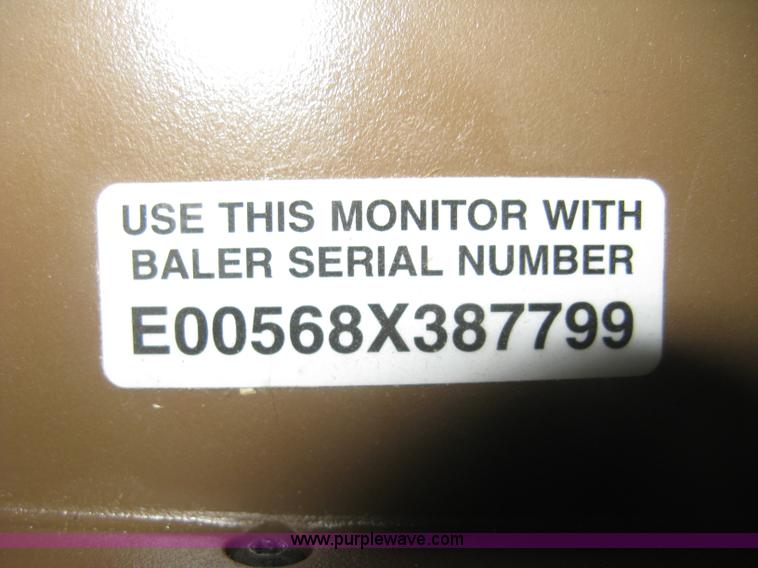 USE THIS MONITOR WITH
BALER SERIAL NUMBER
E00568X387799
www.purplewave.com